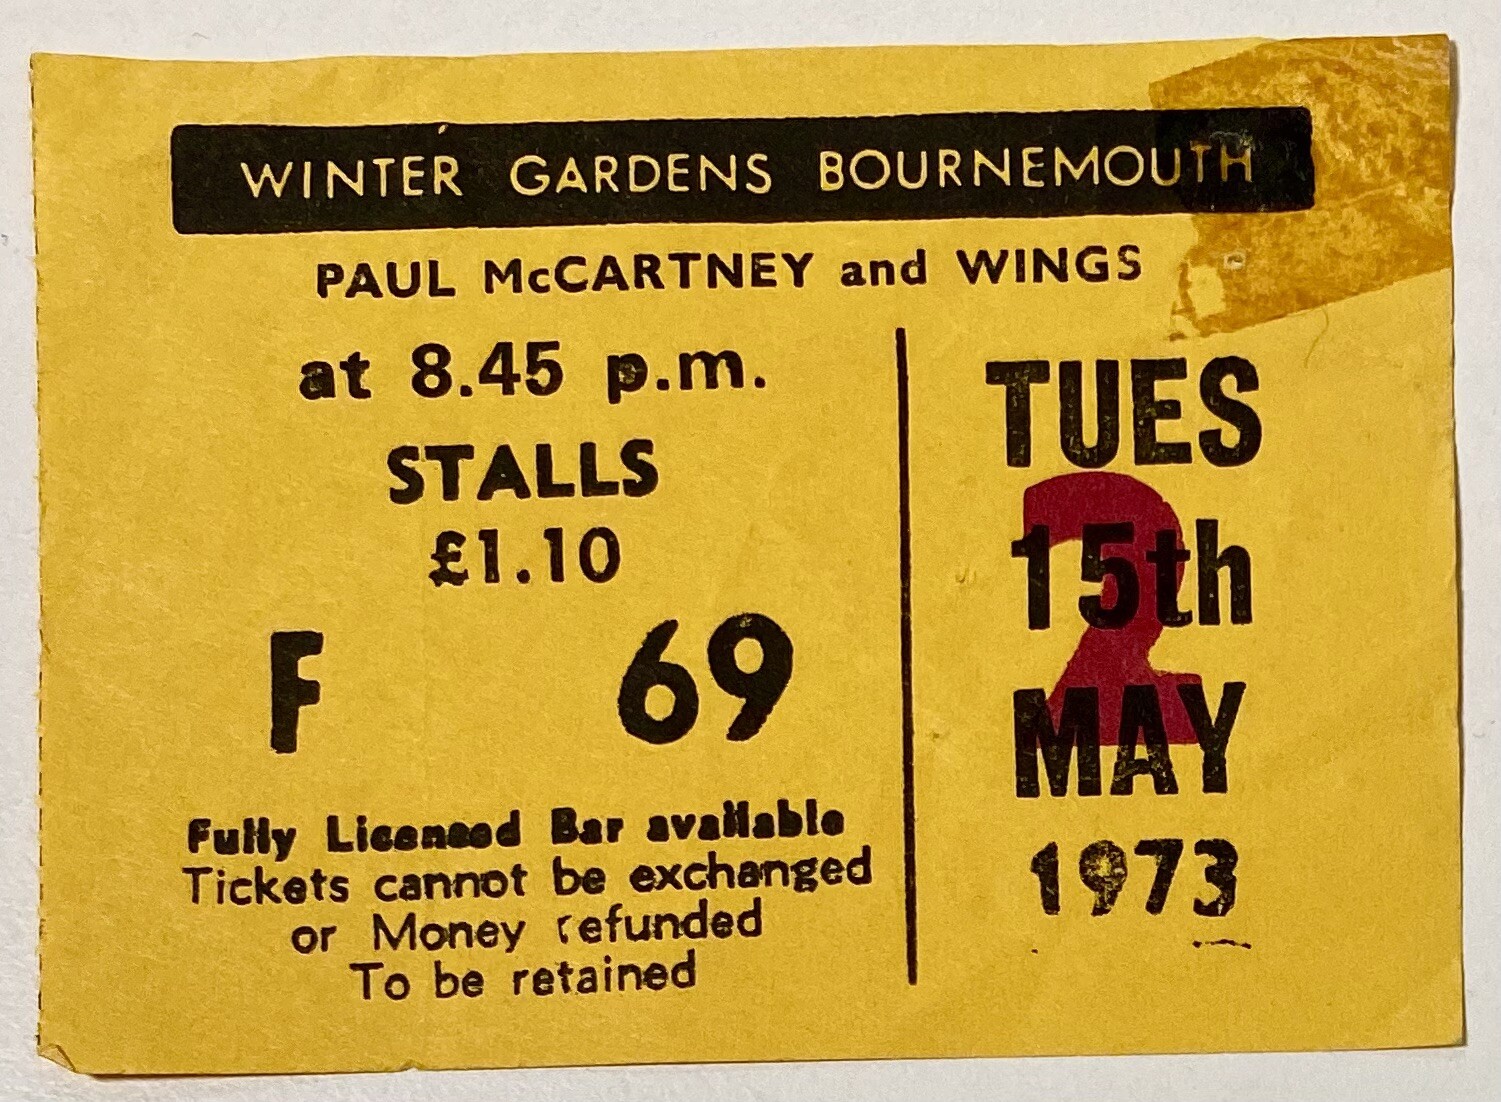 WINTER GARDENS BOURNEMOUTH
PAUL McCARTNEY and WINGS
at 8.45 p.m.
STALLS
£1.10
F 69
Fully Licensed Bar available
Tickets cannot be exchanged
or Money refunded
To be retained
TUES
2
15th
MAY
1973